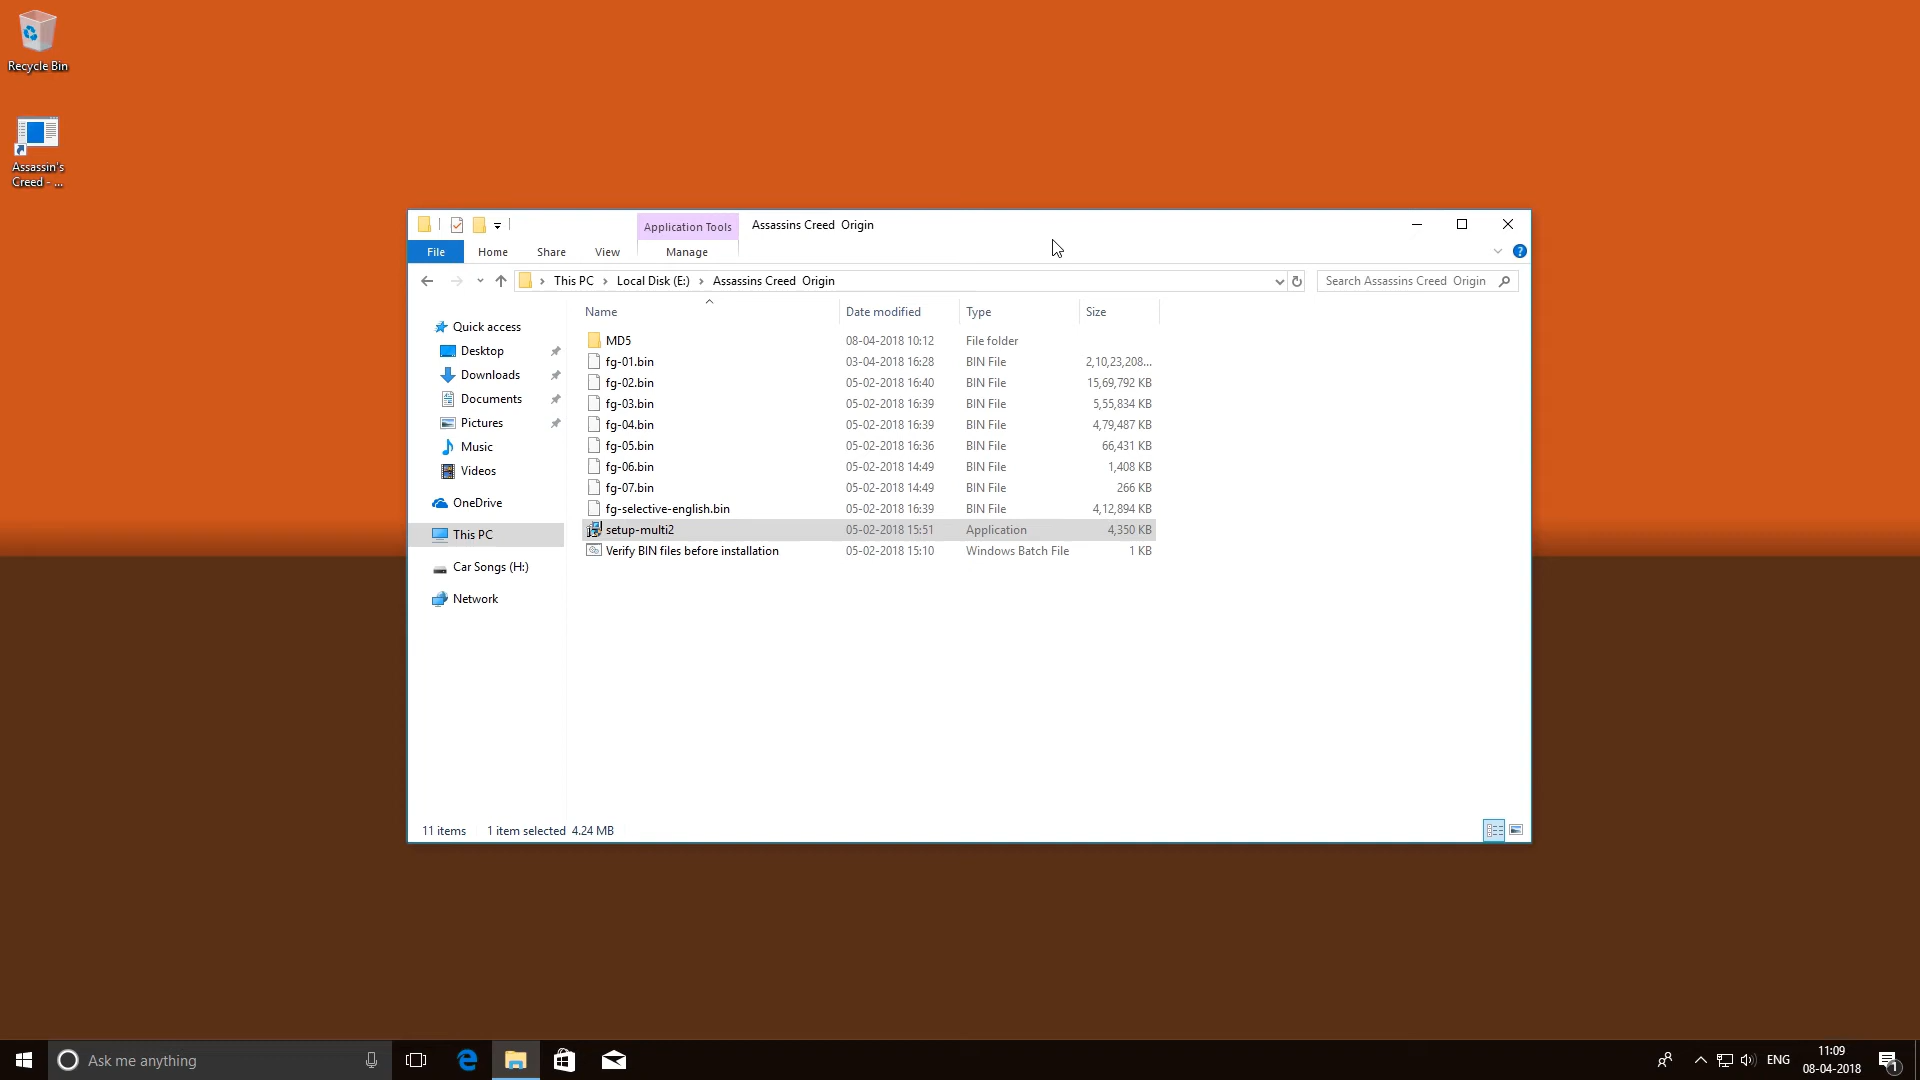 Recycle Bin
Assassin's
Creed - ...
Application Tools
Assassins Creed  Origin
File
Home
Share
View
Manage
This PC
Local Disk (E:)
Assassins Creed  Origin
Search Assassins Creed  Origin
Name
Date modified
Type
Size
Quick access
Desktop
Downloads
Documents
Pictures
Music
Videos
OneDrive
This PC
Car Songs (H:)
Network
MD5 08-04-2018 10:12 File folder
fg-01.bin 03-04-2018 16:28 BIN File 2,10,23,208...
fg-02.bin 05-02-2018 16:40 BIN File 15,69,792 KB
fg-03.bin 05-02-2018 16:39 BIN File 5,55,834 KB
fg-04.bin 05-02-2018 16:39 BIN File 4,79,487 KB
fg-05.bin 05-02-2018 16:36 BIN File 66,431 KB
fg-06.bin 05-02-2018 14:49 BIN File 1,408 KB
fg-07.bin 05-02-2018 14:49 BIN File 266 KB
fg-selective-english.bin 05-02-2018 16:39 BIN File 4,12,894 KB
setup-multi2 05-02-2018 15:51 Application 4,350 KB
Verify BIN files before installation 05-02-2018 15:10 Windows Batch File 1 KB
11 items 1 item selected 4.24 MB
Ask me anything
ENG
11:09
08-04-2018
1